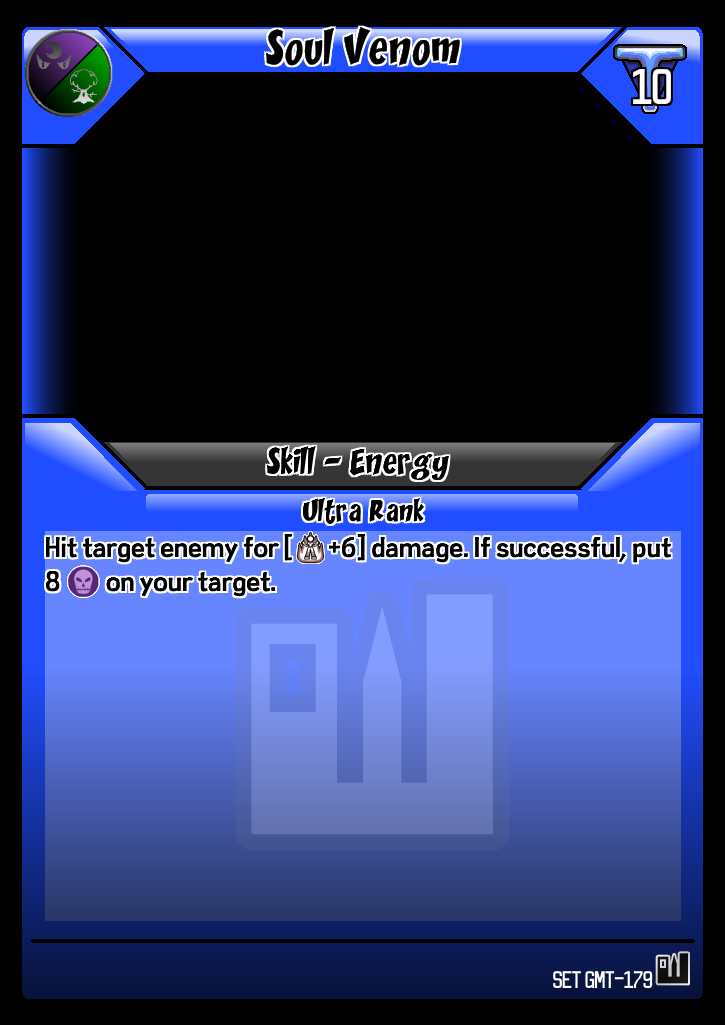 Soul Venom
10
Skill - Energy
Ultra Rank
Hit target enemy for [ +6] damage. If successful, put
8 on your target.
SET GMT-179